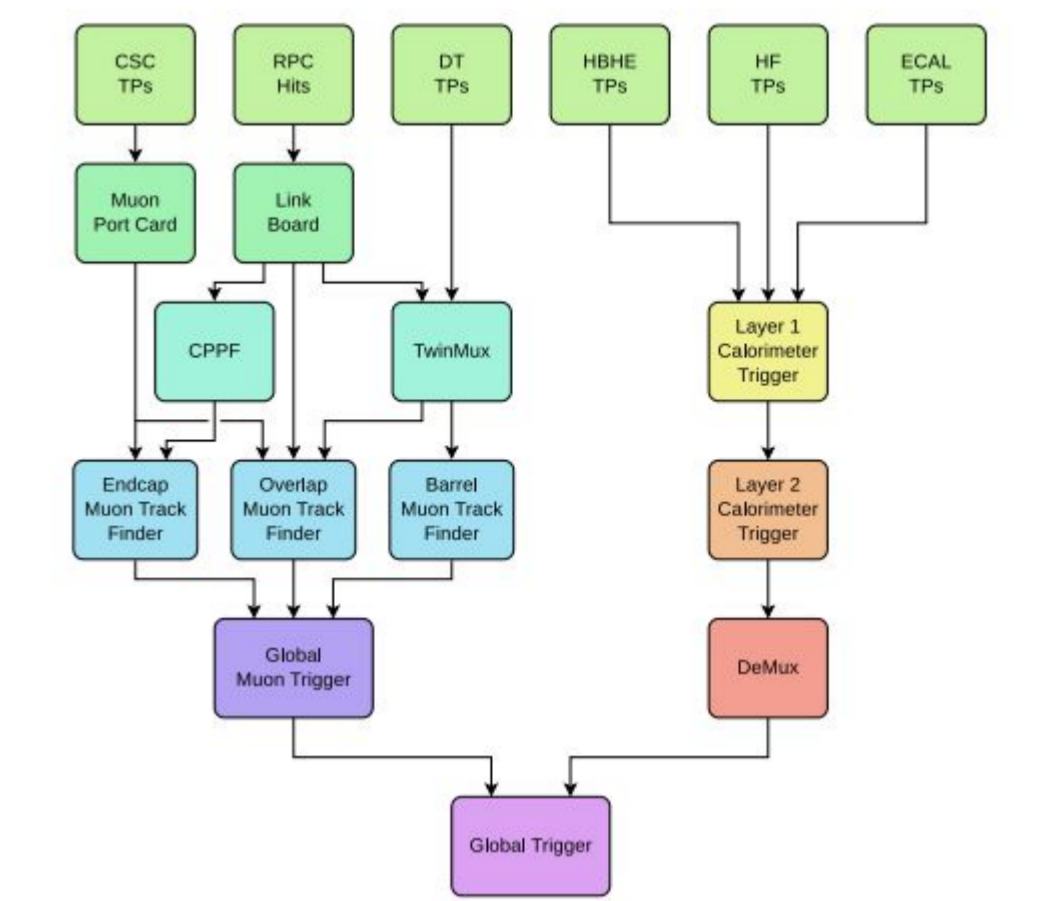 CSC
TPs
RPC
Hits
DT
TPs
HBHE
TPs
HF
TPs
ECAL
TPs
Muon
Port Card
Link
Board
CPPF
TwinMux
Layer 1
Calorimeter
Trigger
Endcap
Muon Track
Finder
Overlap
Muon Track
Finder
Barrel
Muon Track
Finder
Layer 2
Calorimeter
Trigger
Global
Muon Trigger
DeMux
Global Trigger